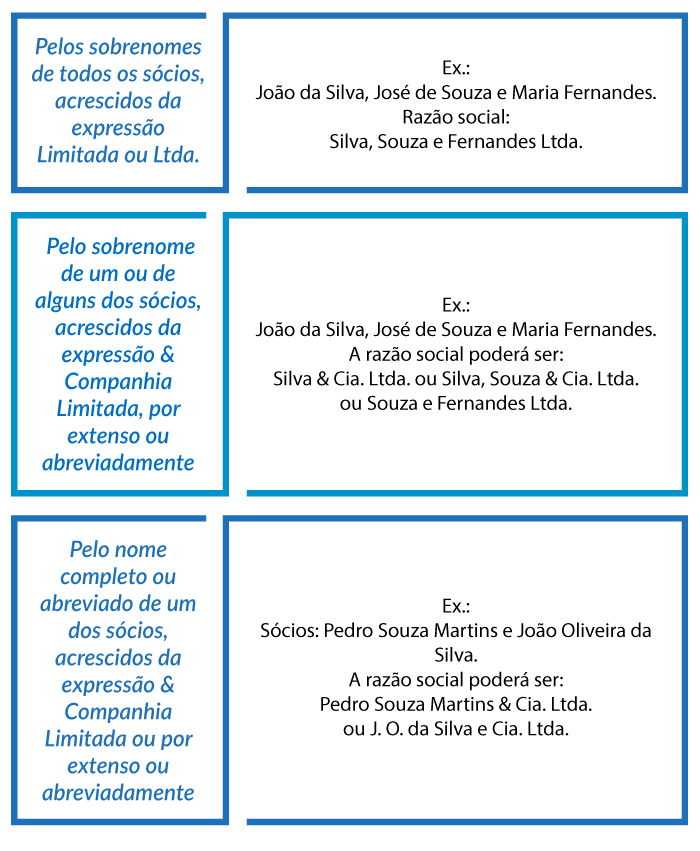 Pelos sobrenomes
de todos os sócios,
acrescidos da
expressão
Limitada ou Ltda.
Ex.:
João da Silva, José de Souza e Maria Fernandes.
Razão social:
Silva, Souza e Fernandes Ltda.
Pelo sobrenome
de um ou de
alguns dos sócios,
acrescidos da
expressão &
Companhia
Limitada, por
extenso ou
abreviadamente
Ex.:
João da Silva, José de Souza e Maria Fernandes.
A razão social poderá ser:
Silva & Cia. Ltda. ou Silva, Souza & Cia. Ltda.
ou Souza e Fernandes Ltda.
Pelo nome
completo ou
abreviado de um
dos sócios,
acrescidos da
expressão &
Companhia
Limitada ou por
extenso ou
abreviadamente
Ex.:
Sócios: Pedro Souza Martins e João Oliveira da
Silva.
A razão social poderá ser:
Pedro Souza Martins & Cia. Ltda.
ou J. O. da Silva e Cia. Ltda.